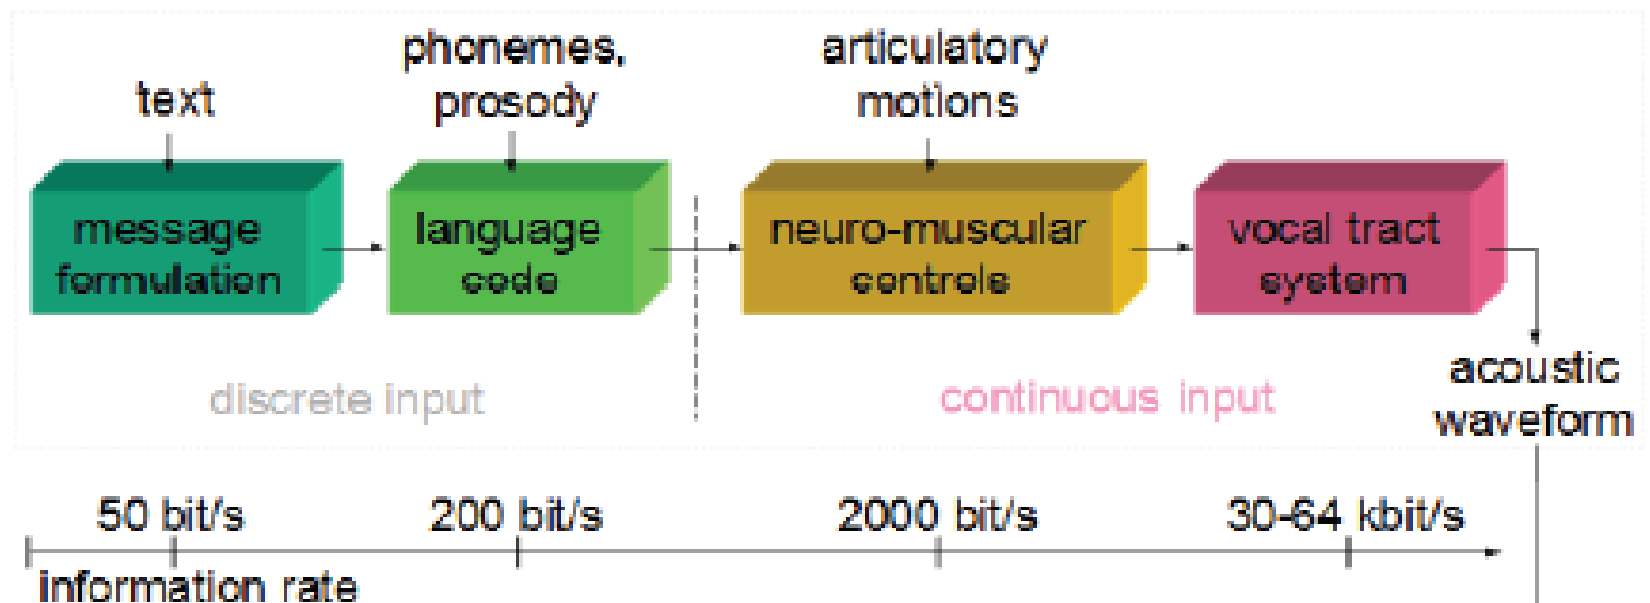 text
phonemes,
prosody
articulatory
motions
message
formulation
language
code
neuro-muscular
controls
vocal tract
system
discrete input
continuous input
acoustic
waveform
50 bit/s
200 bit/s
2000 bit/s
30-64 kbit/s
information rate